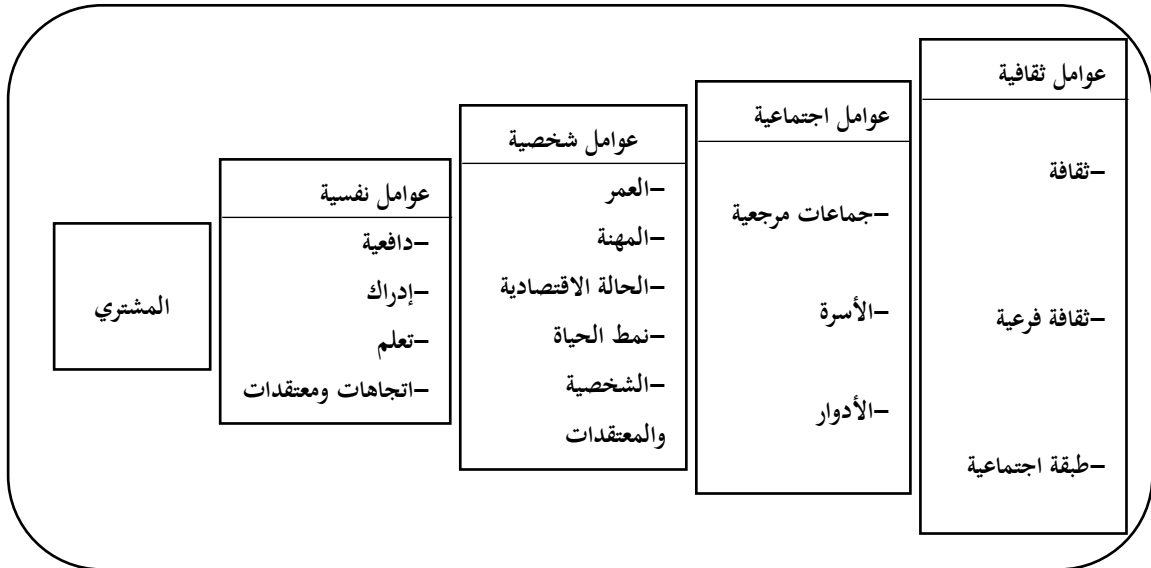 عوامل ثقافية
–ثقافة
–ثقافة فرعية
–طبقة اجتماعية
عوامل اجتماعية
–جماعات مرجعية
–الأسرة
–الأدوار
عوامل شخصية
–العمر
–المهنة
–الحالة الاقتصادية
–نمط الحياة
–الشخصية
والمعتقدات
عوامل نفسية
–دافعية
–إدراك
–تعلم
–اتجاهات ومعتقدات
المشتري